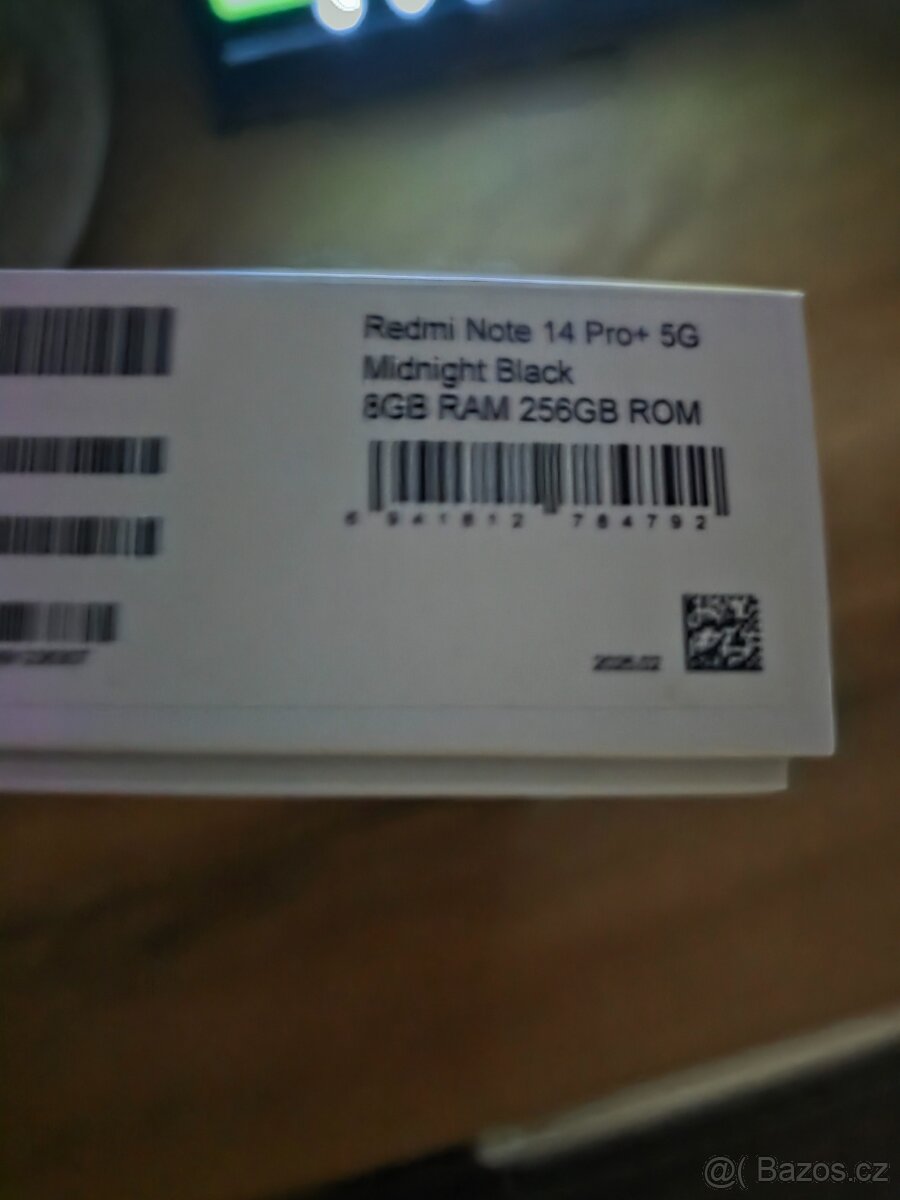 Redmi Note 14 Pro+ 5G
Midnight Black
8GB RAM 256GB ROM
6 941812 784792
@( Bazos.cz